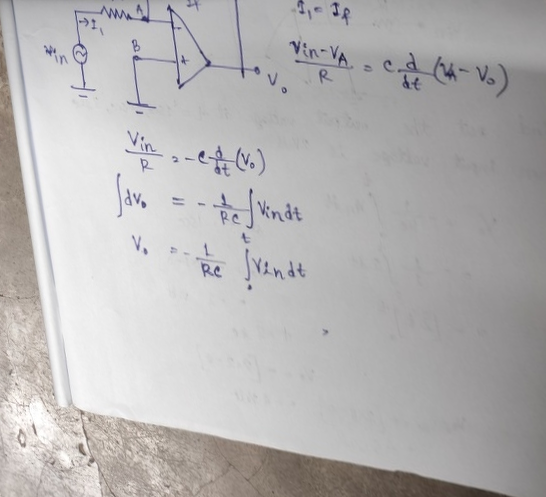 I₁ = I_f
A
→ I₁
Vin
B
-
+
V₀
(Vin - V_A)/R = c d/dt (V_A - V₀)
Vin/R = -c d/dt (V₀)
∫dv₀ = - 1/RC ∫Vin dt
V₀ = - 1/RC ∫₀ᵗ Vin dt